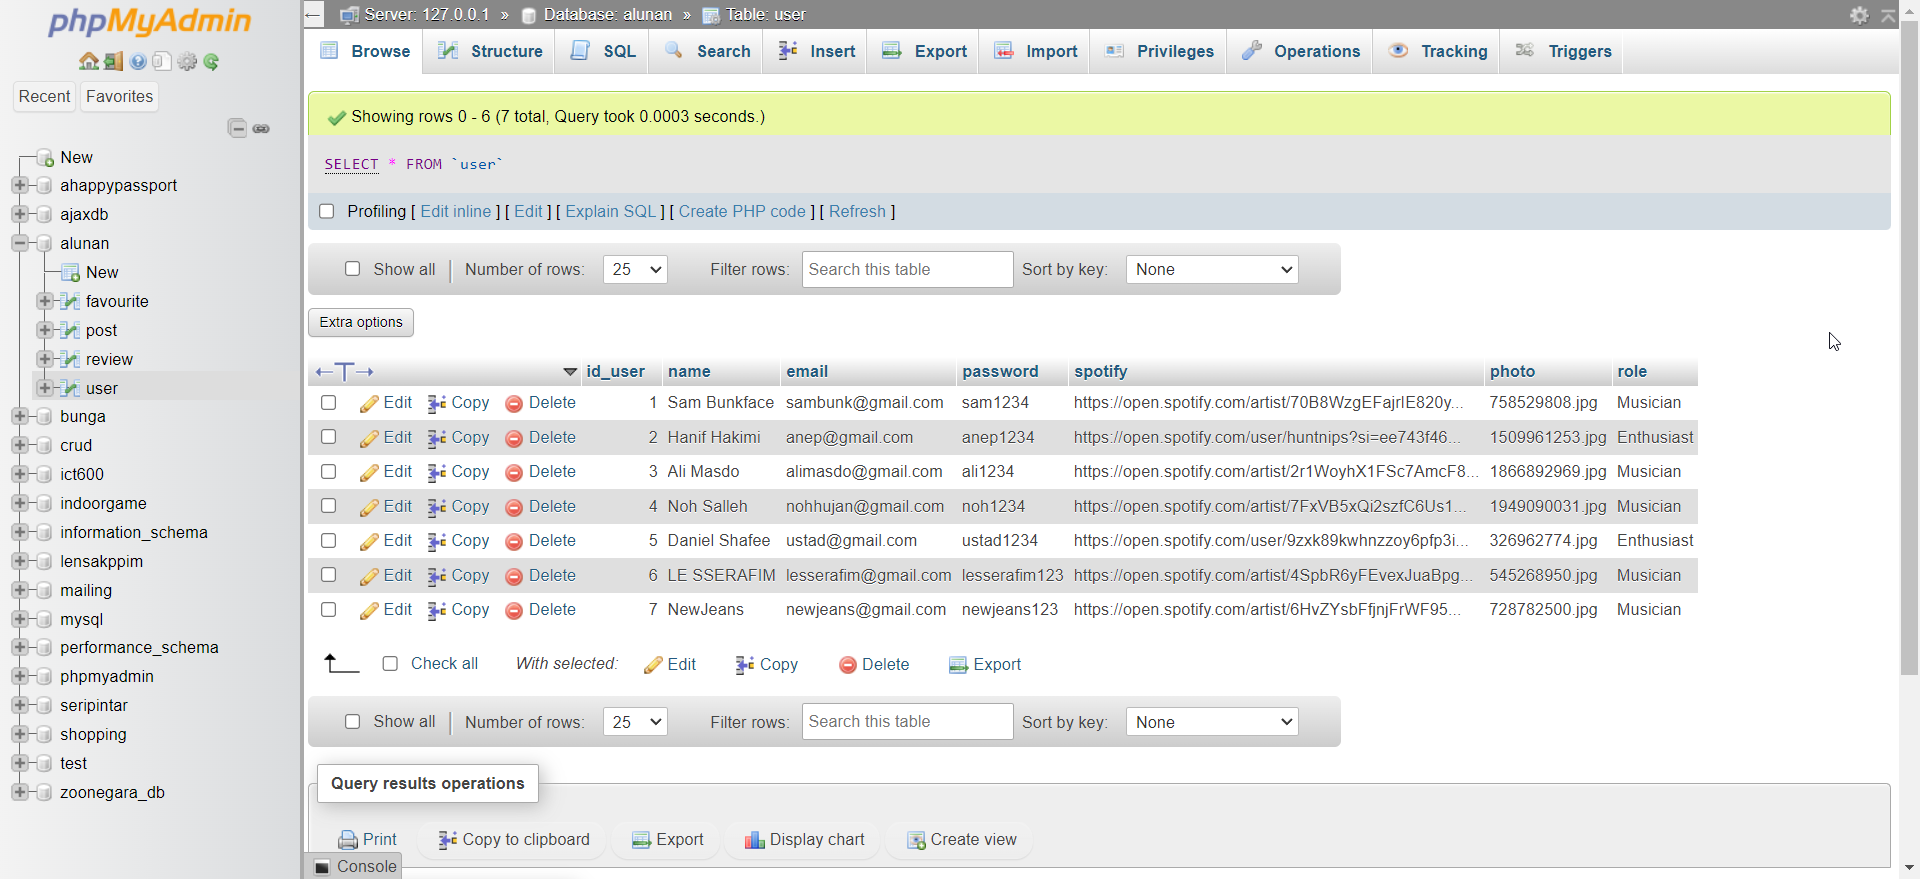 phpMyAdmin
Recent Favorites
New
ahappypassport
ajaxdb
alunan
New
favourite
post
review
user
bunga
crud
ict600
indoorgame
information_schema
lensakppim
mailing
mysql
performance_schema
phpmyadmin
seripintar
shopping
test
zoonegara_db
Server: 127.0.0.1 » Database: alunan » Table: user
Browse Structure SQL Search Insert Export Import Privileges Operations Tracking Triggers
Showing rows 0 - 6 (7 total, Query took 0.0003 seconds.)
SELECT * FROM `user`
Profiling [ Edit inline ] [ Edit ] [ Explain SQL ] [ Create PHP code ] [ Refresh ]
Show all Number of rows: 25 Filter rows: Search this table Sort by key: None
Extra options
id_user name email password spotify photo role
Edit Copy Delete 1 Sam Bunkface sambunk@gmail.com sam1234 https://open.spotify.com/artist/70B8WzgEFajrIE820y... 758529808.jpg Musician
Edit Copy Delete 2 Hanif Hakimi anep@gmail.com anep1234 https://open.spotify.com/user/huntnips?si=ee743f46... 1509961253.jpg Enthusiast
Edit Copy Delete 3 Ali Masdo alimasdo@gmail.com ali1234 https://open.spotify.com/artist/2r1WoyhX1FSc7AmcF8... 1866892969.jpg Musician
Edit Copy Delete 4 Noh Salleh nohhujan@gmail.com noh1234 https://open.spotify.com/artist/7FxVB5xQi2szfC6Us1... 1949090031.jpg Musician
Edit Copy Delete 5 Daniel Shafee ustad@gmail.com ustad1234 https://open.spotify.com/user/9zxk89kwhnzzoy6pfp3i... 326962774.jpg Enthusiast
Edit Copy Delete 6 LE SSERAFIM lesserafim@gmail.com lesserafim123 https://open.spotify.com/artist/4SpbR6yFEvexJuaBpg... 545268950.jpg Musician
Edit Copy Delete 7 NewJeans newjeans@gmail.com newjeans123 https://open.spotify.com/artist/6HvZYsbFfjnjFrWF95... 728782500.jpg Musician
Check all With selected: Edit Copy Delete Export
Show all Number of rows: 25 Filter rows: Search this table Sort by key: None
Query results operations
Print Copy to clipboard Export Display chart Create view
Console